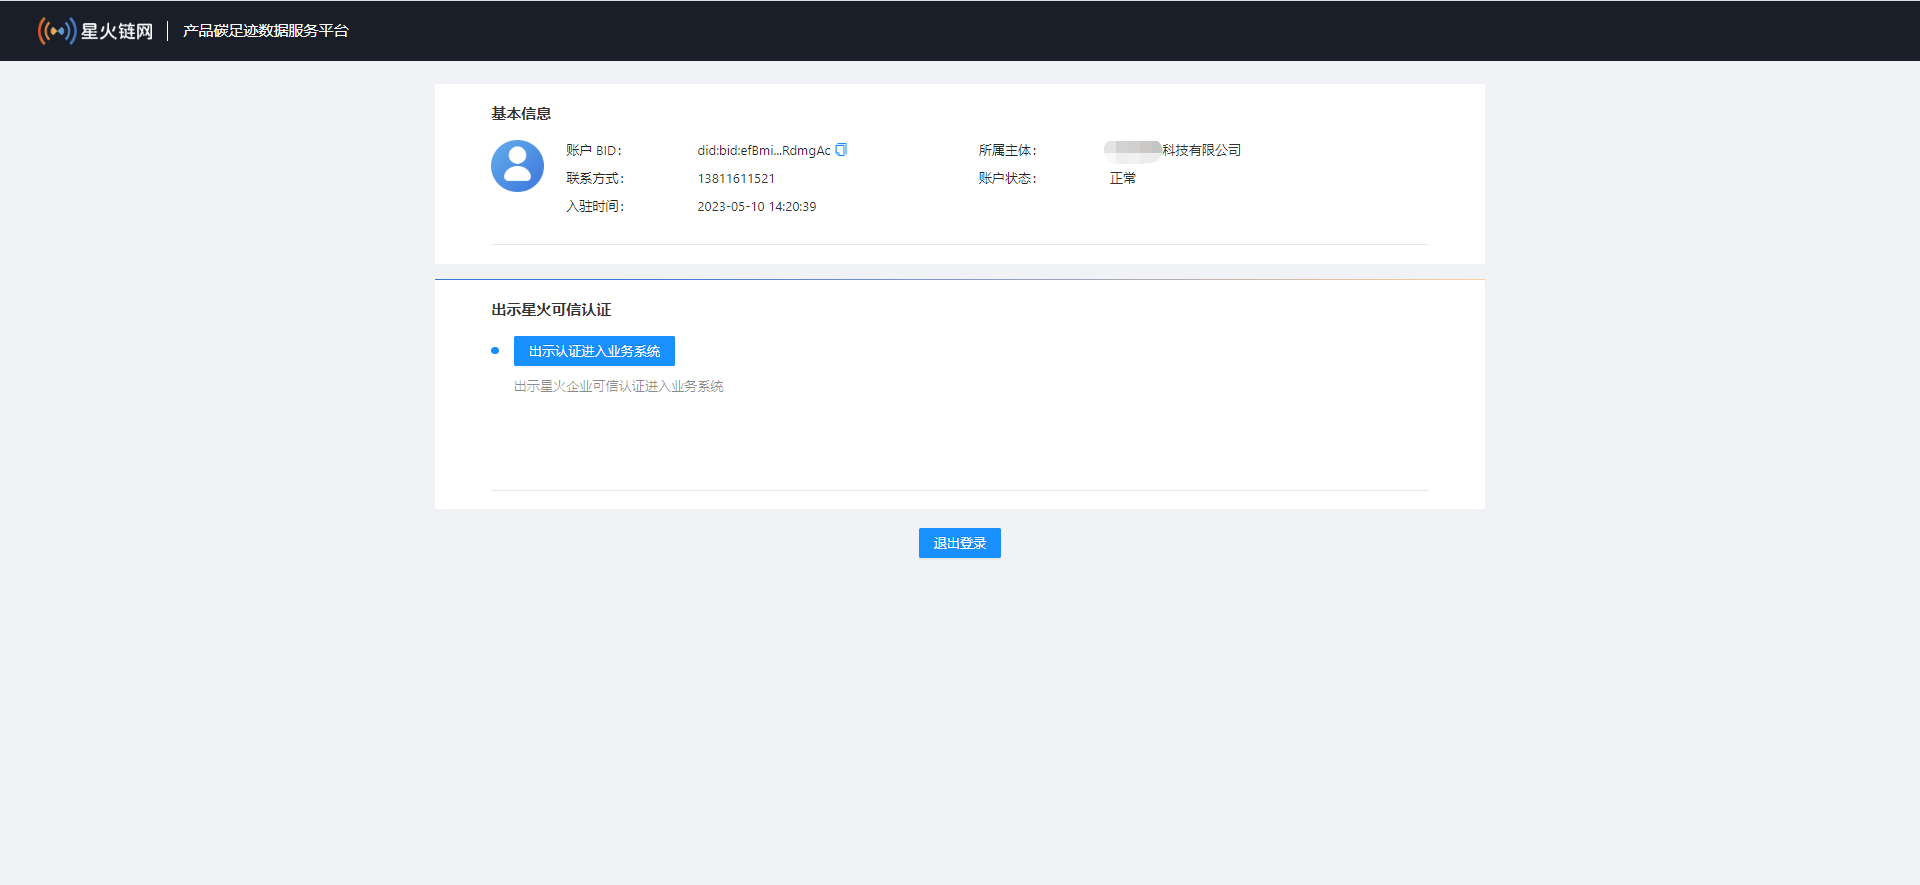 星火链网 产品碳足迹数据服务平台
基本信息
账户 BID： did:bid:efBmi...RdmgAc 所属主体： 科技有限公司
联系方式： 13811611521 账户状态： 正常
入驻时间： 2023-05-10 14:20:39
出示星火可信认证
出示认证进入业务系统
出示星火企业可信认证进入业务系统
退出登录